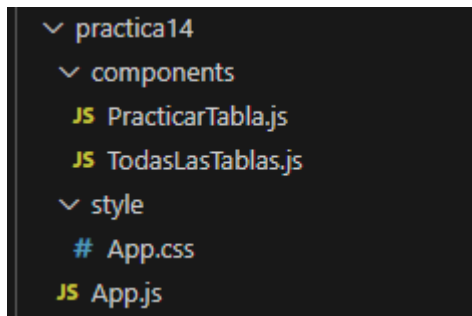 practica14
components
JS PracticarTabla.js
JS TodasLasTablas.js
style
# App.css
JS App.js